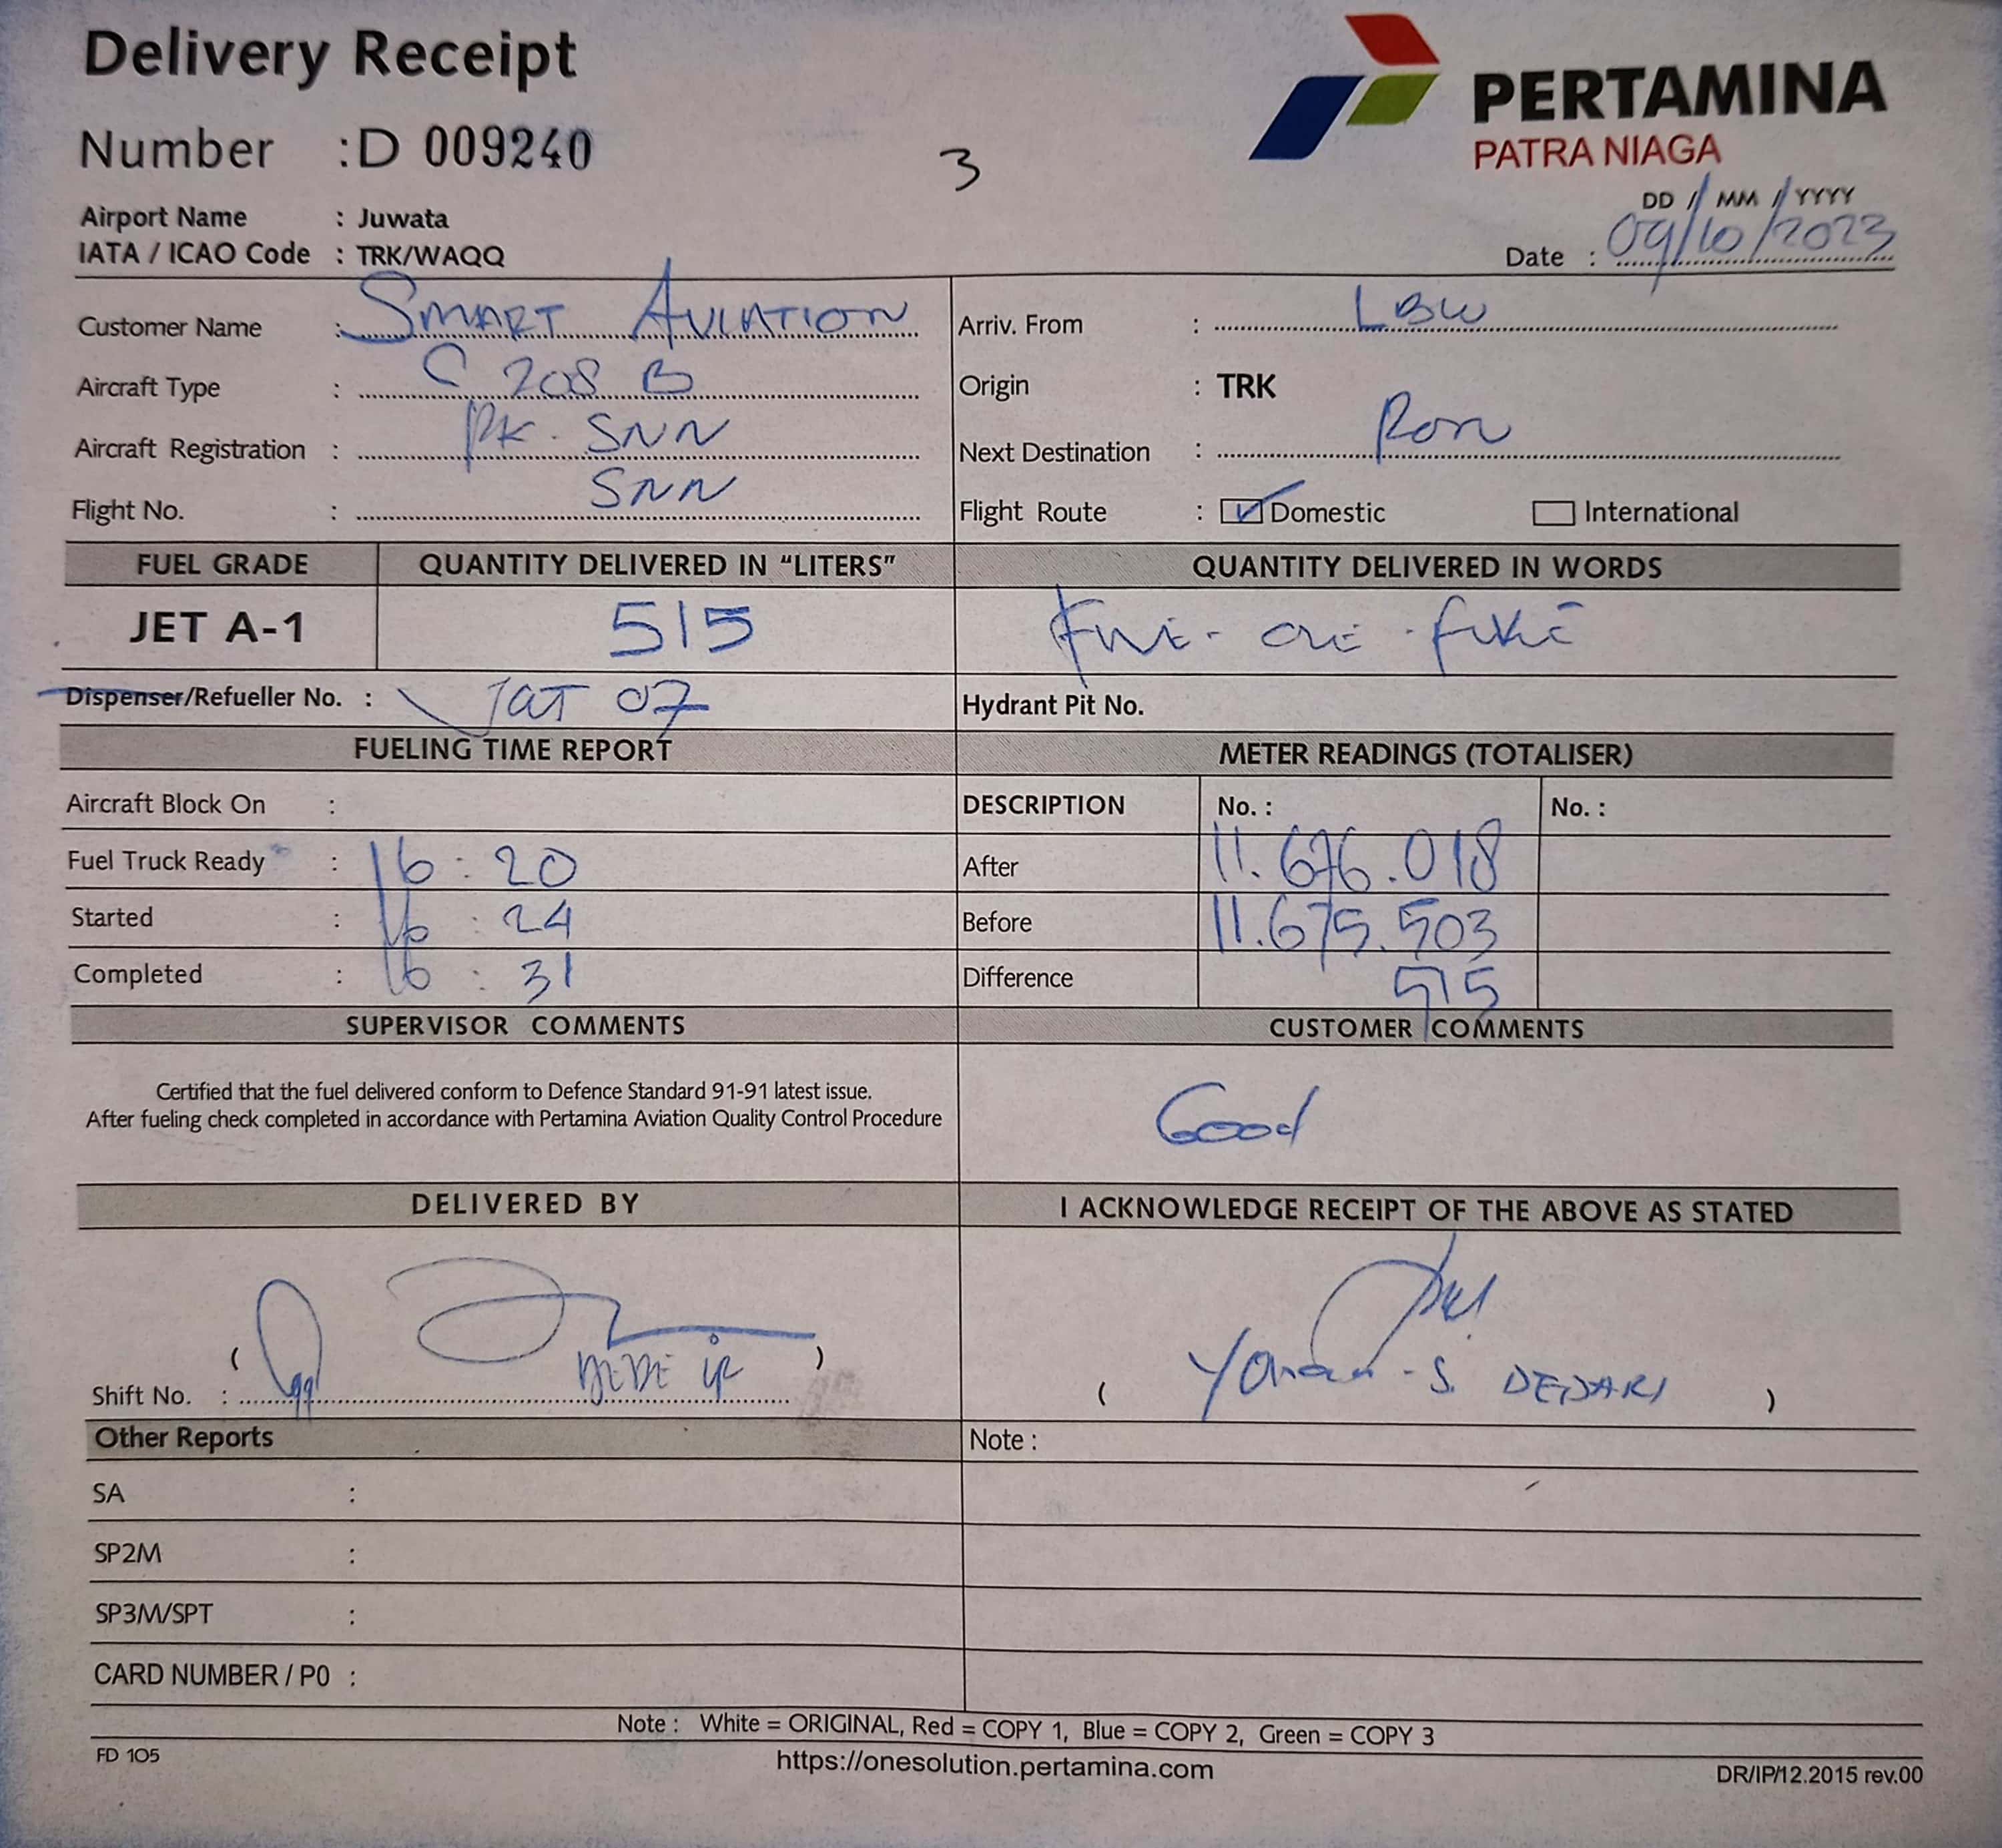 Delivery Receipt
PERTAMINA
PATRA NIAGA
Number :D 009240
3
Airport Name : Juwata
IATA / ICAO Code : TRK/WAQQ
DD / MM / YYYY
Date : 09/10/2023
Customer Name : SMART AVIATION
Arriv. From : LBW
Aircraft Type : C 208 B
Origin : TRK
Aircraft Registration : PK. SNN
Next Destination : Ron
Flight No. : SNN
Flight Route : Domestic International
FUEL GRADE QUANTITY DELIVERED IN "LITERS" QUANTITY DELIVERED IN WORDS
JET A-1 515 Five - one - five
Dispenser/Refueller No. : JAT 07 Hydrant Pit No.
FUELING TIME REPORT METER READINGS (TOTALISER)
Aircraft Block On : DESCRIPTION No. : No. :
Fuel Truck Ready : 16 : 20 After 11.676.018
Started : 16 : 24 Before 11.675.503
Completed : 16 : 31 Difference 515
SUPERVISOR COMMENTS CUSTOMER COMMENTS
Certified that the fuel delivered conform to Defence Standard 91-91 latest issue.
After fueling check completed in accordance with Pertamina Aviation Quality Control Procedure
Good
DELIVERED BY I ACKNOWLEDGE RECEIPT OF THE ABOVE AS STATED
( )
Shift No. : DEDE
( S. )
Other Reports Note :
SA :
SP2M :
SP3M/SPT :
CARD NUMBER / P0 :
Note : White = ORIGINAL, Red = COPY 1, Blue = COPY 2, Green = COPY 3
FD 105 https://onesolution.pertamina.com DR/IP/12.2015 rev.00